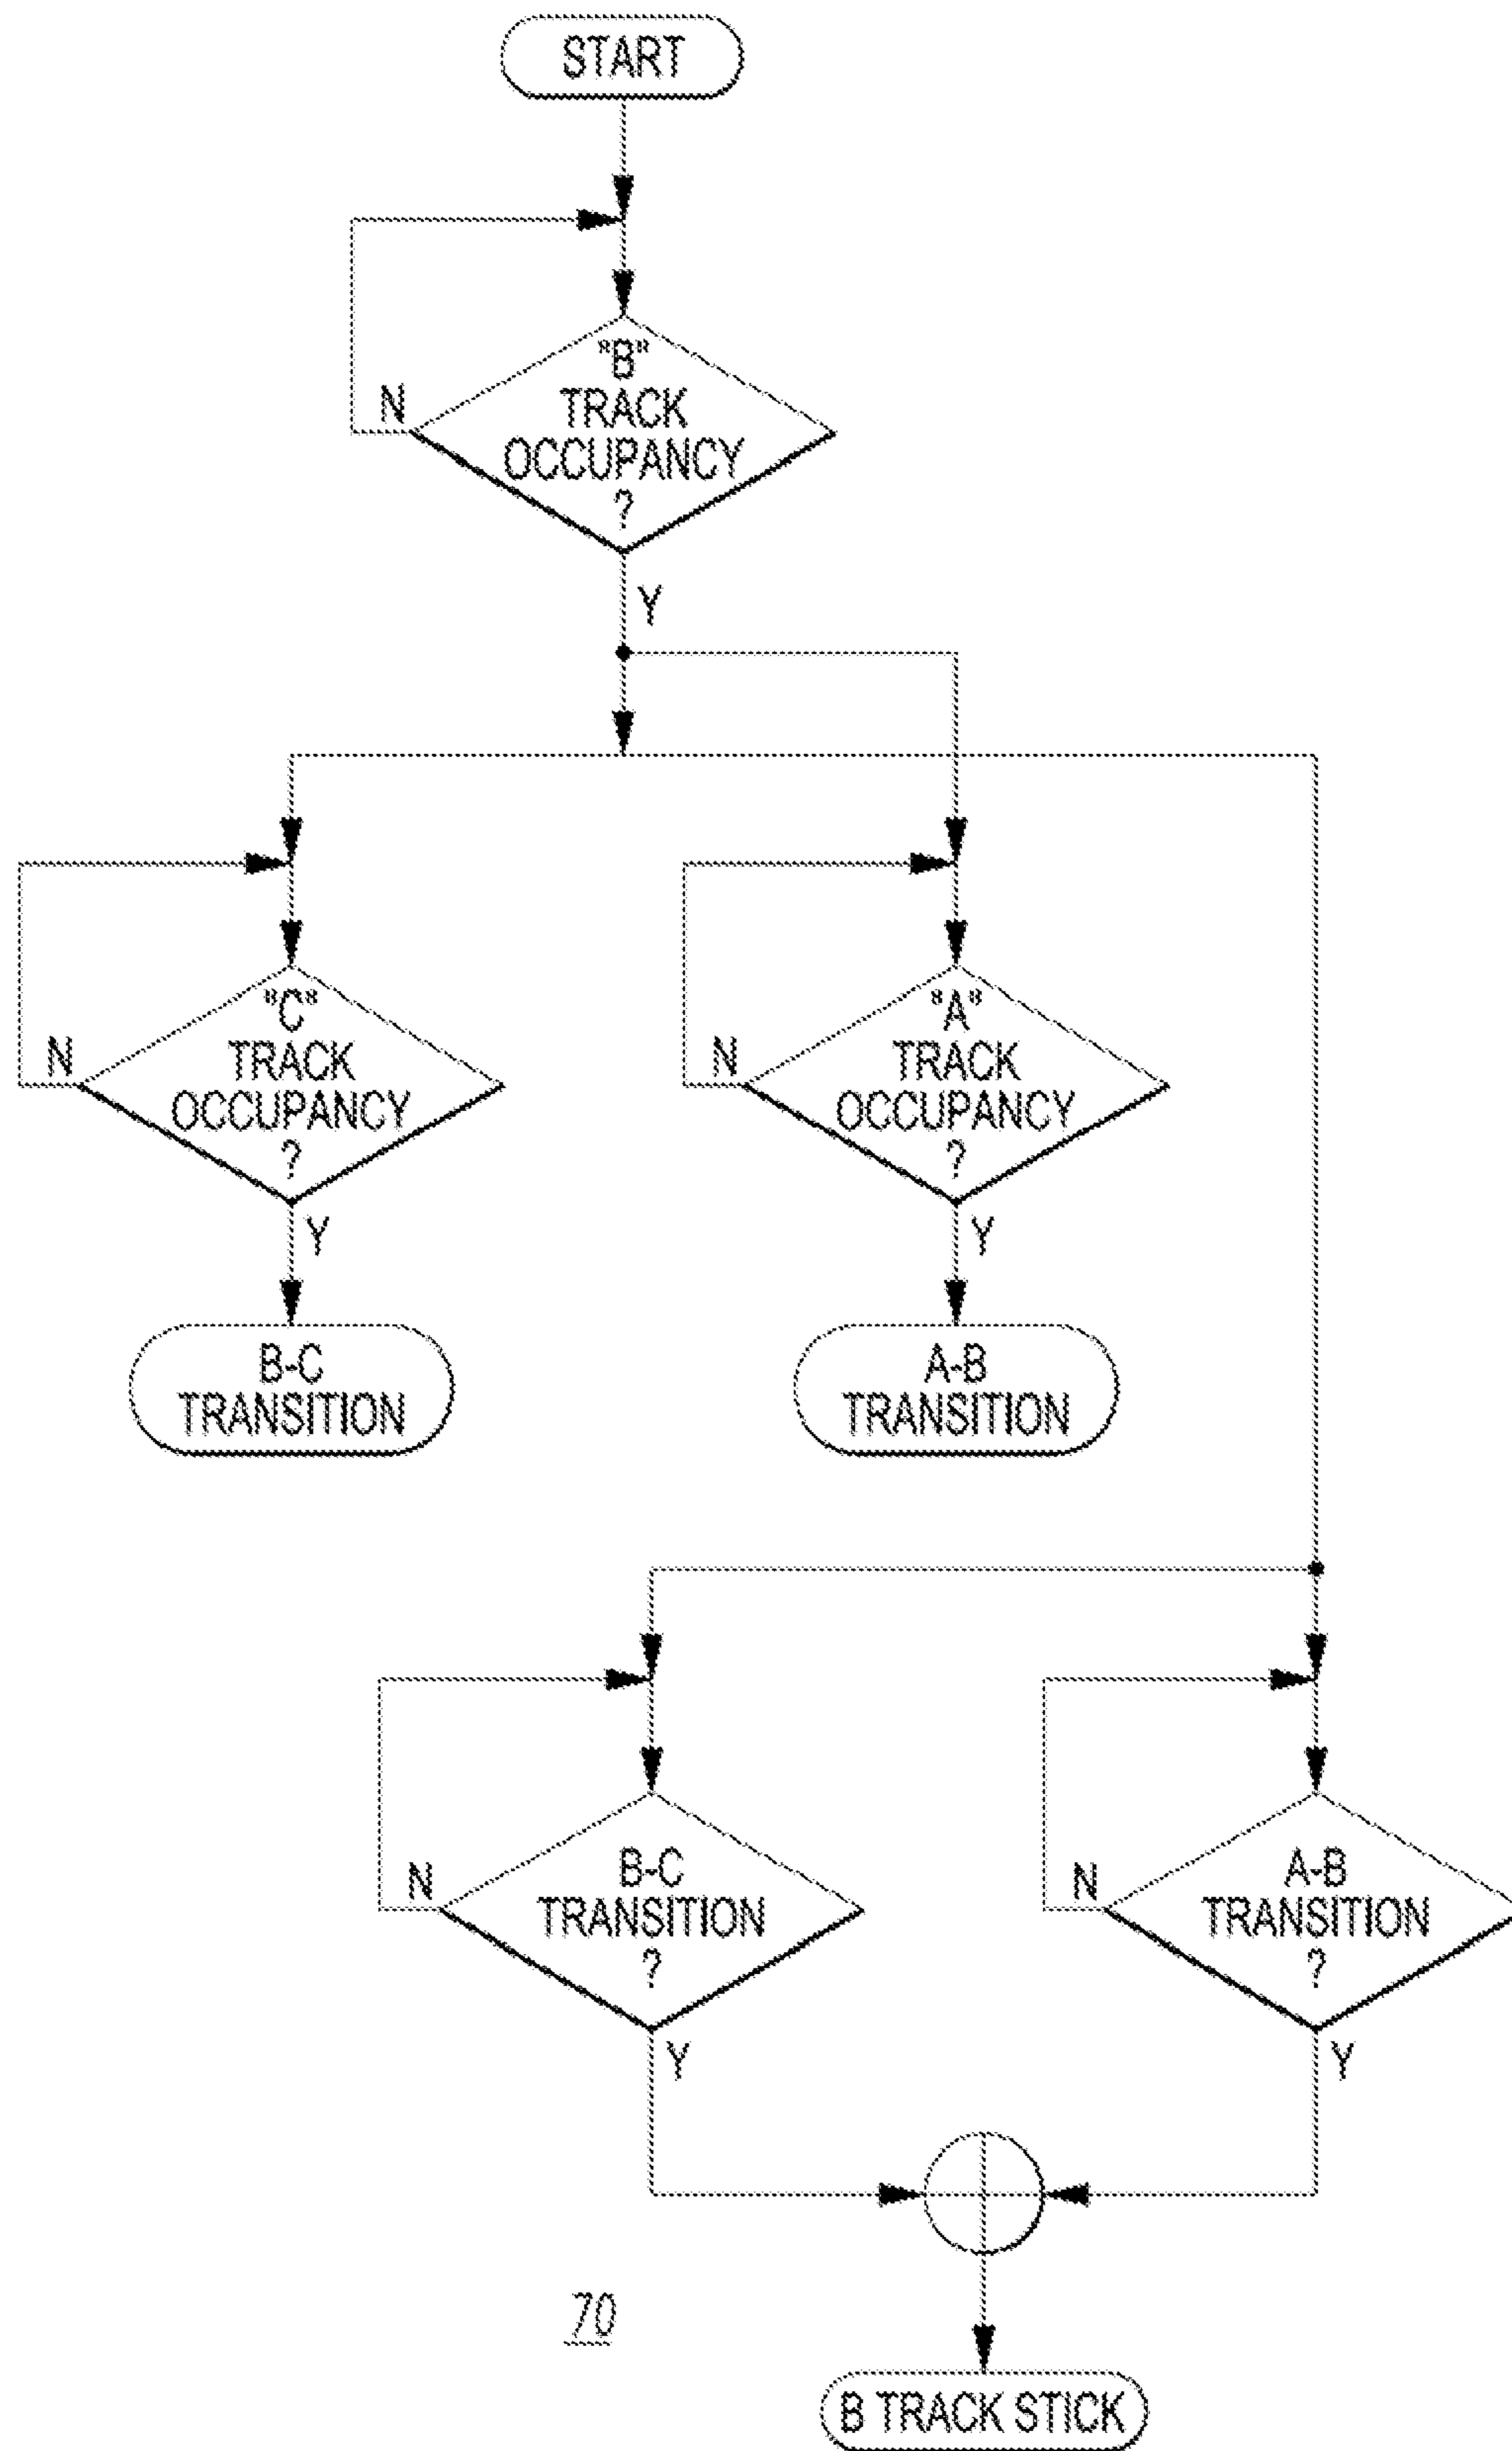 START
"B"
TRACK
OCCUPANCY
?
N
Y
"C"
TRACK
OCCUPANCY
?
N
Y
"A"
TRACK
OCCUPANCY
?
N
Y
B-C
TRANSITION
A-B
TRANSITION
B-C
TRANSITION
?
N
Y
A-B
TRANSITION
?
N
Y
70
B TRACK STICK